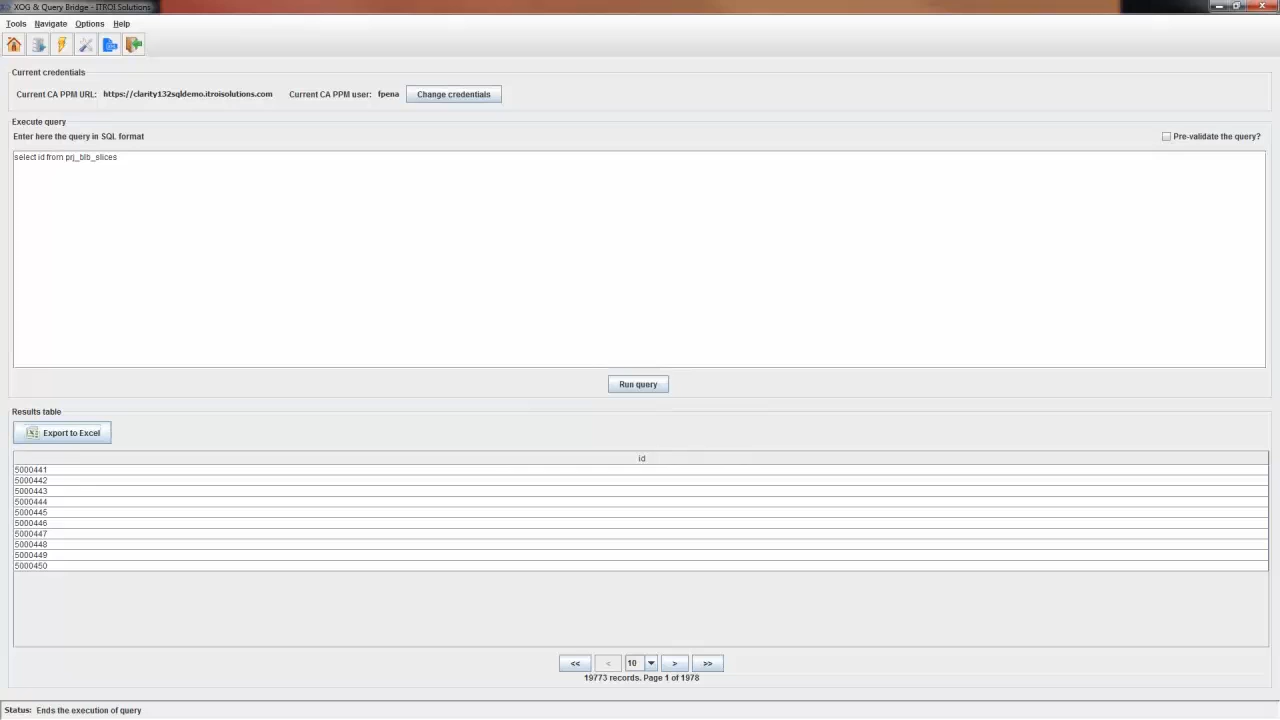 XOG & Query Bridge - ITROI Solutions
Tools Navigate Options Help
Current credentials
Current CA PPM URL: https://clarity132sqldemo.itroisolutions.com Current CA PPM user: fpena Change credentials
Execute query
Enter here the query in SQL format Pre-validate the query?
select id from prj_blb_slices
Run query
Results table
Export to Excel
id
5000441
5000442
5000443
5000444
5000445
5000446
5000447
5000448
5000449
5000450
<< < 10 > >>
19773 records. Page 1 of 1978
Status: Ends the execution of query